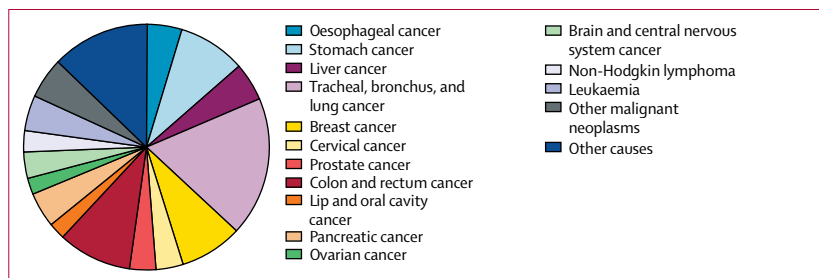 Oesophageal cancer
Stomach cancer
Liver cancer
Tracheal, bronchus, and
lung cancer
Breast cancer
Cervical cancer
Prostate cancer
Colon and rectum cancer
Lip and oral cavity
cancer
Pancreatic cancer
Ovarian cancer
Brain and central nervous
system cancer
Non-Hodgkin lymphoma
Leukaemia
Other malignant
neoplasms
Other causes